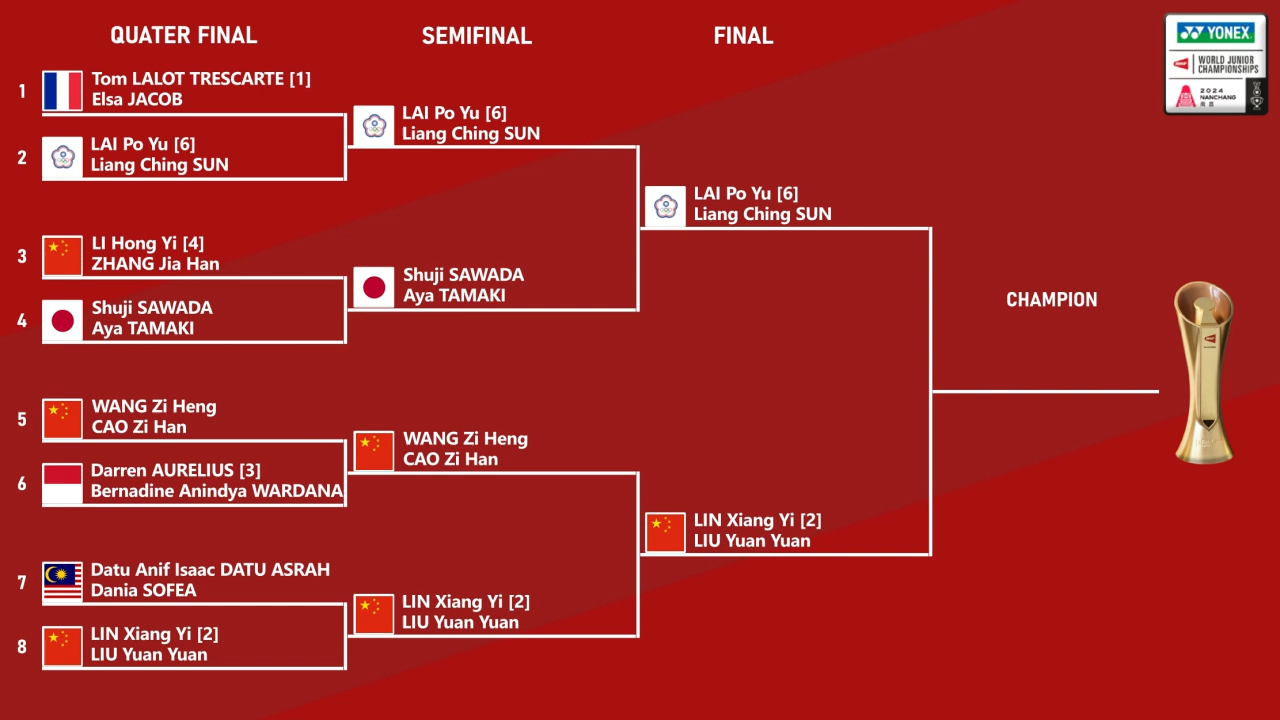 QUATER FINAL
SEMIFINAL
FINAL
YONEX
WORLD JUNIOR
CHAMPIONSHIPS
2024
NANCHANG
南昌
1
Tom LALOT TRESCARTE [1]
Elsa JACOB
2
LAI Po Yu [6]
Liang Ching SUN
3
LI Hong Yi [4]
ZHANG Jia Han
4
Shuji SAWADA
Aya TAMAKI
5
WANG Zi Heng
CAO Zi Han
6
Darren AURELIUS [3]
Bernadine Anindya WARDANA
7
Datu Anif Isaac DATU ASRAH
Dania SOFEA
8
LIN Xiang Yi [2]
LIU Yuan Yuan
LAI Po Yu [6]
Liang Ching SUN
Shuji SAWADA
Aya TAMAKI
WANG Zi Heng
CAO Zi Han
LIN Xiang Yi [2]
LIU Yuan Yuan
LAI Po Yu [6]
Liang Ching SUN
LIN Xiang Yi [2]
LIU Yuan Yuan
CHAMPION